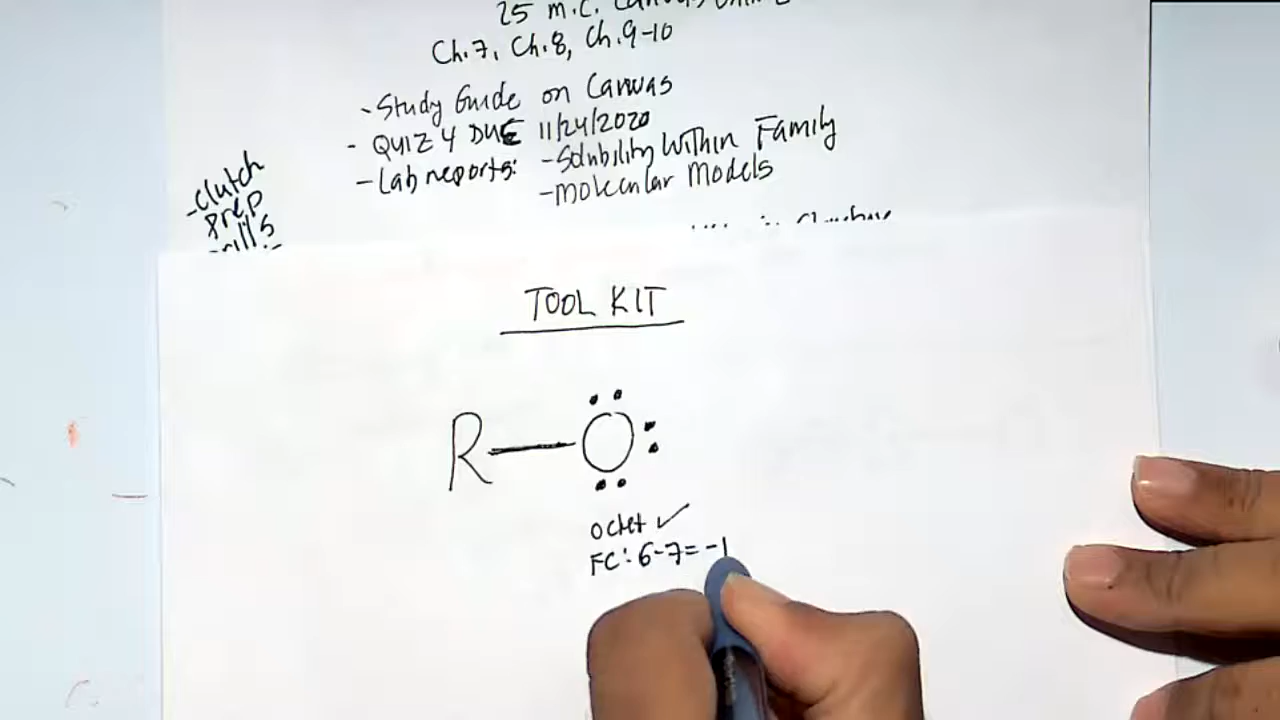 25 m.C.
Ch.7, Ch.8, Ch.9-10
- Study Guide on Canvas
- QUIZ 4 DUE 11/24/2020
- Lab reports: - Solubility Within Family
- Molecular Models
- Clutch
Prep
TOOL KIT
R—O
octet ✓
FC: 6-7= -1